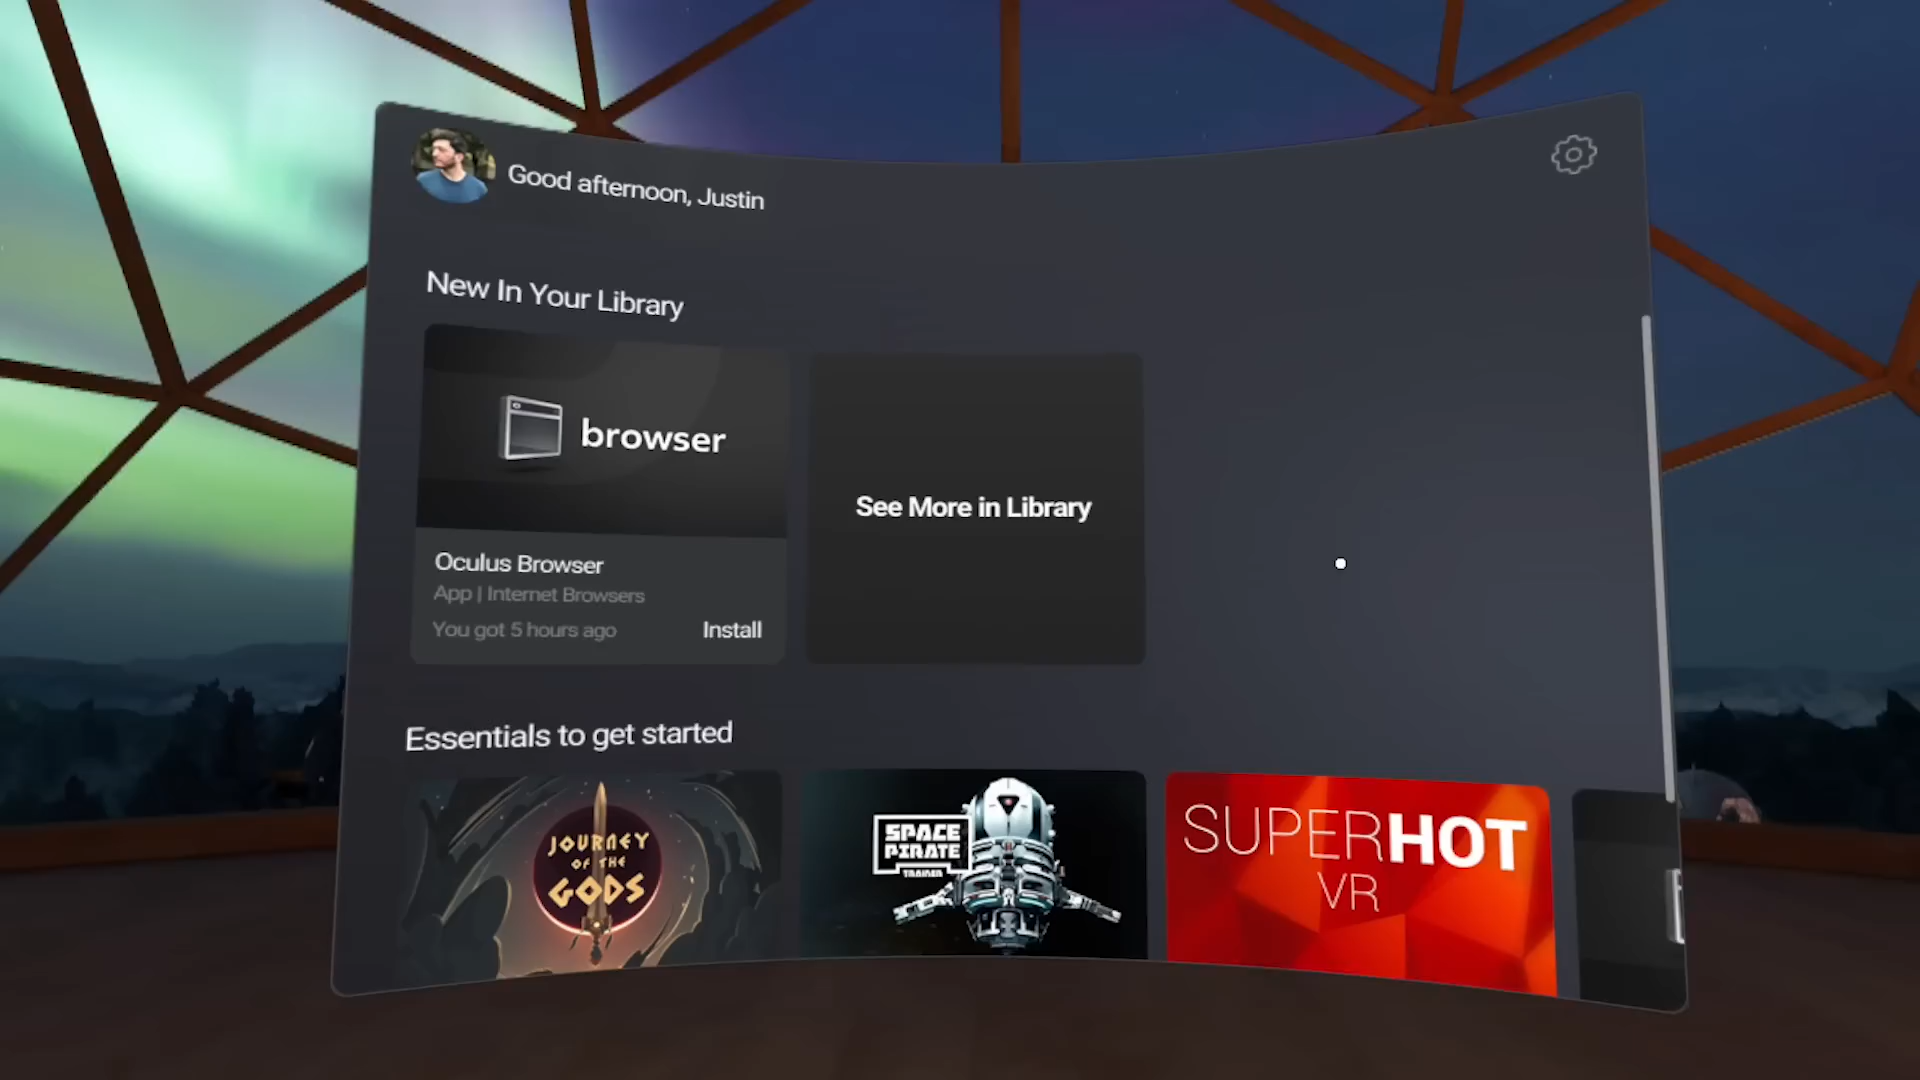 Good afternoon, Justin
New In Your Library
browser
See More in Library
Oculus Browser
App | Internet Browsers
You got 5 hours ago
Install
Essentials to get started
JOURNEY
OF THE
GODS
SPACE
PIRATE
TRAINER
SUPERHOT
VR